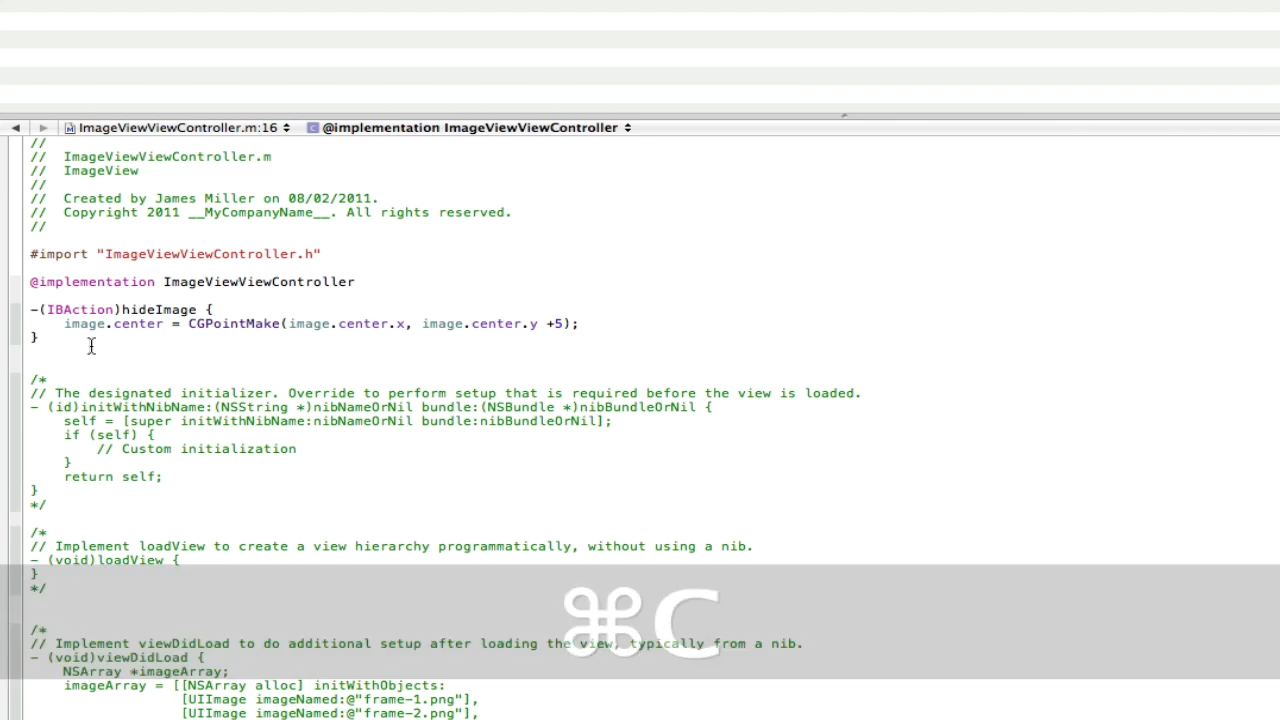 ImageViewViewController.m:16 @implementation ImageViewViewController
//
// ImageViewViewController.m
// ImageView
//
// Created by James Miller on 08/02/2011.
// Copyright 2011 __MyCompanyName__. All rights reserved.
//
#import "ImageViewViewController.h"
@implementation ImageViewViewController
-(IBAction)hideImage {
image.center = CGPointMake(image.center.x, image.center.y +5);
}
/*
// The designated initializer. Override to perform setup that is required before the view is loaded.
- (id)initWithNibName:(NSString *)nibNameOrNil bundle:(NSBundle *)nibBundleOrNil {
self = [super initWithNibName:nibNameOrNil bundle:nibBundleOrNil];
if (self) {
// Custom initialization
}
return self;
}
*/
/*
// Implement loadView to create a view hierarchy programmatically, without using a nib.
- (void)loadView {
}
*/
⌘C
/*
// Implement viewDidLoad to do additional setup after loading the view, typically from a nib.
- (void)viewDidLoad {
NSArray *imageArray;
imageArray = [[NSArray alloc] initWithObjects:
[UIImage imageNamed:@"frame-1.png"],
[UIImage imageNamed:@"frame-2.png"],